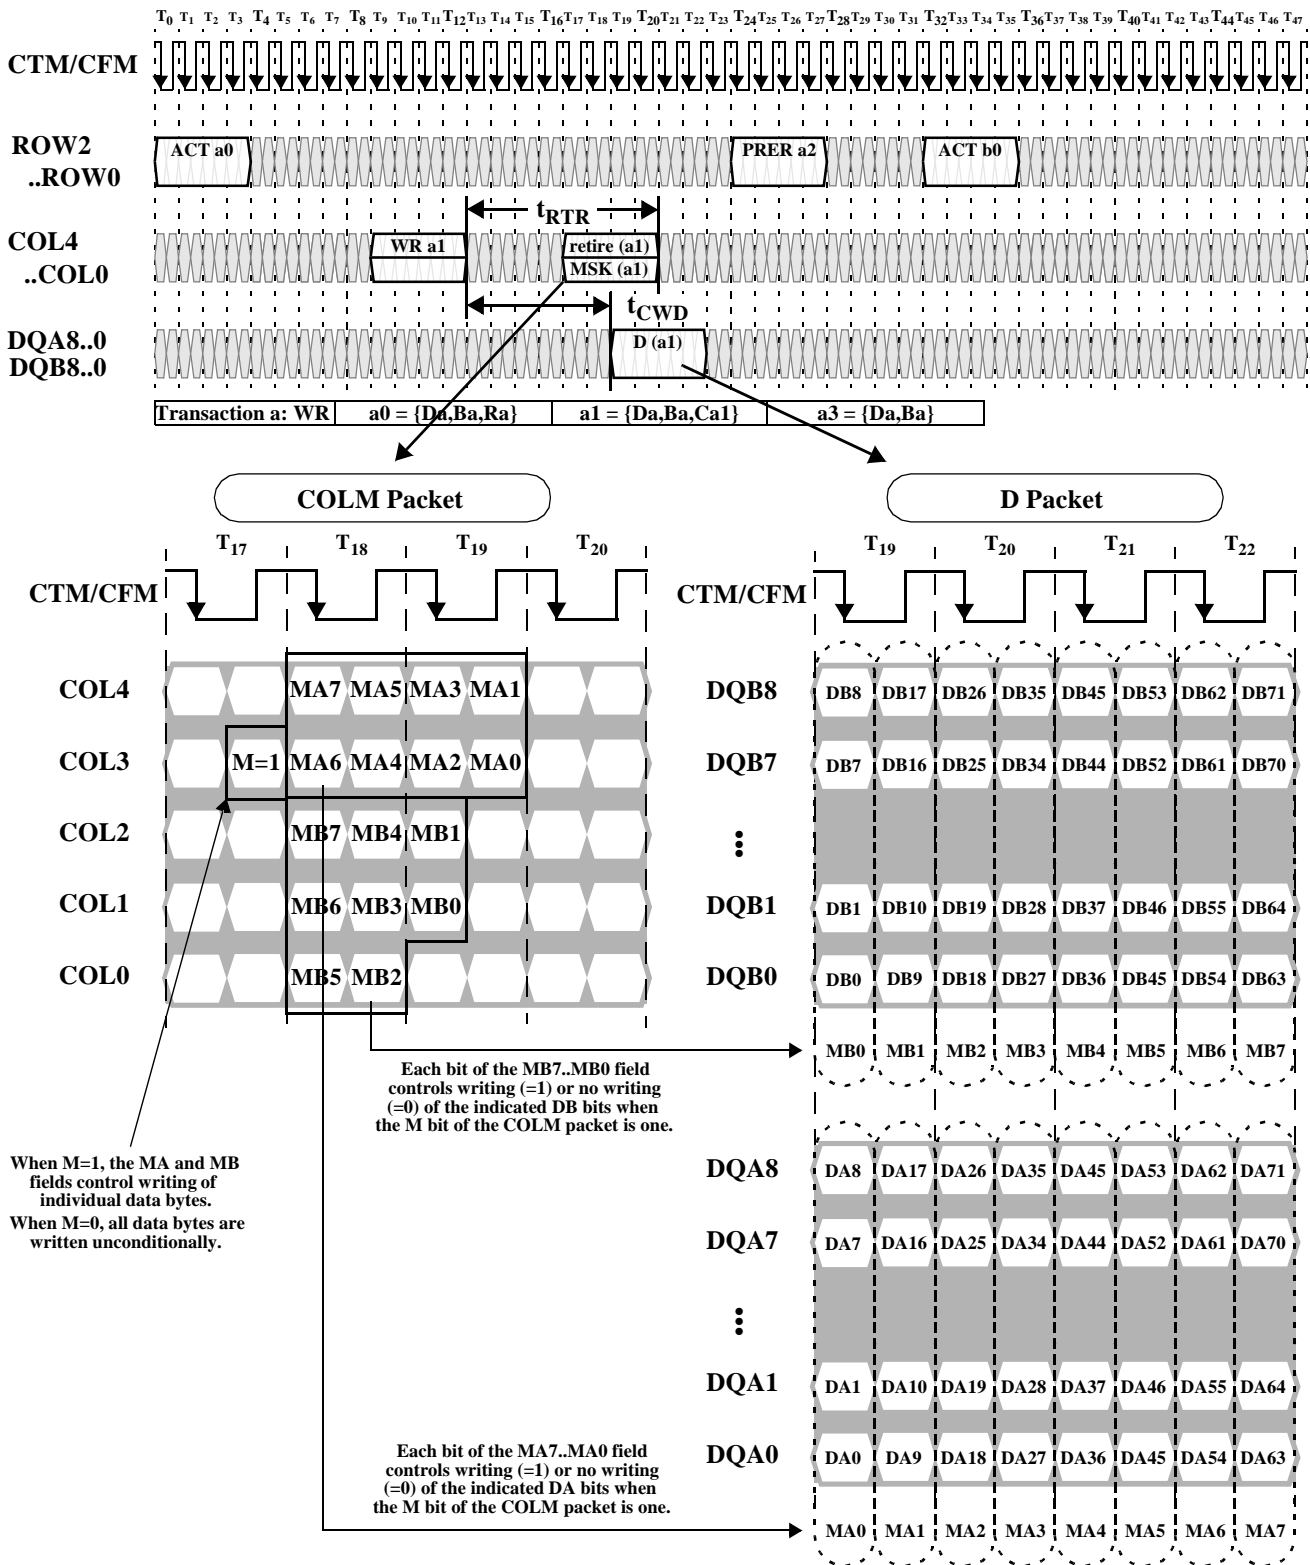 T0 T1 T2 T3 T4 T5 T6 T7 T8 T9 T10 T11 T12 T13 T14 T15 T16 T17 T18 T19 T20 T21 T22 T23 T24 T25 T26 T27 T28 T29 T30 T31 T32 T33 T34 T35 T36 T37 T38 T39 T40 T41 T42 T43 T44 T45 T46 T47
CTM/CFM
ROW2
..ROW0
ACT a0
PRER a2
ACT b0
tRTR
COL4
..COL0
WR a1
retire (a1)
MSK (a1)
tCWD
DQA8..0
DQB8..0
D (a1)
Transaction a: WR
a0 = {Da,Ba,Ra}
a1 = {Da,Ba,Ca1}
a3 = {Da,Ba}
COLM Packet
T17 T18 T19 T20
CTM/CFM
COL4 MA7 MA5 MA3 MA1
COL3 M=1 MA6 MA4 MA2 MA0
COL2 MB7 MB4 MB1
COL1 MB6 MB3 MB0
COL0 MB5 MB2
Each bit of the MB7..MB0 field
controls writing (=1) or no writing
(=0) of the indicated DB bits when
the M bit of the COLM packet is one.
When M=1, the MA and MB
fields control writing of
individual data bytes.
When M=0, all data bytes are
written unconditionally.
Each bit of the MA7..MA0 field
controls writing (=1) or no writing
(=0) of the indicated DA bits when
the M bit of the COLM packet is one.
D Packet
T19 T20 T21 T22
CTM/CFM
DQB8 DB8 DB17 DB26 DB35 DB45 DB53 DB62 DB71
DQB7 DB7 DB16 DB25 DB34 DB44 DB52 DB61 DB70
DQB1 DB1 DB10 DB19 DB28 DB37 DB46 DB55 DB64
DQB0 DB0 DB9 DB18 DB27 DB36 DB45 DB54 DB63
MB0 MB1 MB2 MB3 MB4 MB5 MB6 MB7
DQA8 DA8 DA17 DA26 DA35 DA45 DA53 DA62 DA71
DQA7 DA7 DA16 DA25 DA34 DA44 DA52 DA61 DA70
DQA1 DA1 DA10 DA19 DA28 DA37 DA46 DA55 DA64
DQA0 DA0 DA9 DA18 DA27 DA36 DA45 DA54 DA63
MA0 MA1 MA2 MA3 MA4 MA5 MA6 MA7